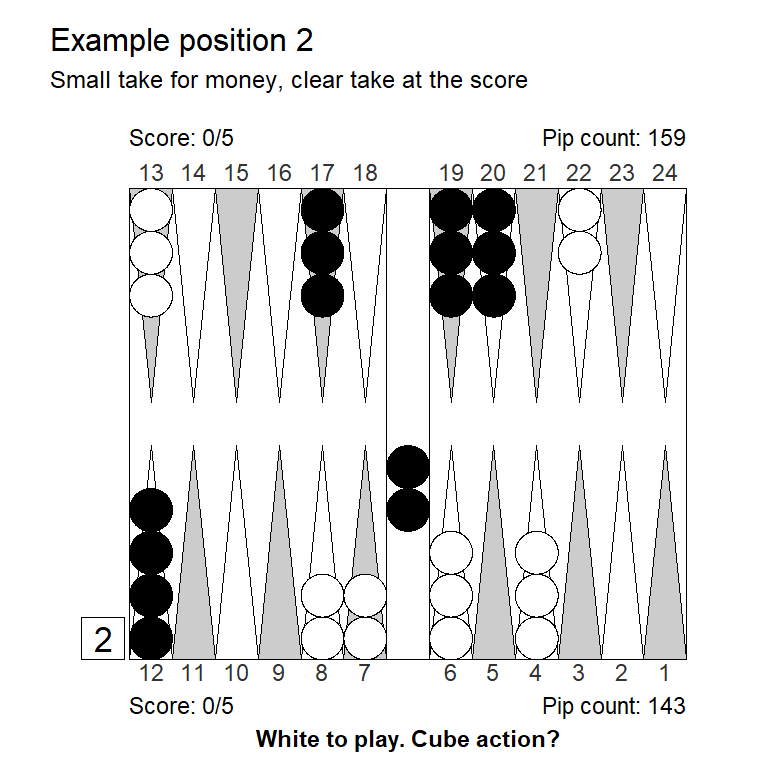 Example position 2
Small take for money, clear take at the score
Score: 0/5 Pip count: 159
13 14 15 16 17 18 19 20 21 22 23 24
2
12 11 10 9 8 7 6 5 4 3 2 1
Score: 0/5 Pip count: 143
White to play. Cube action?